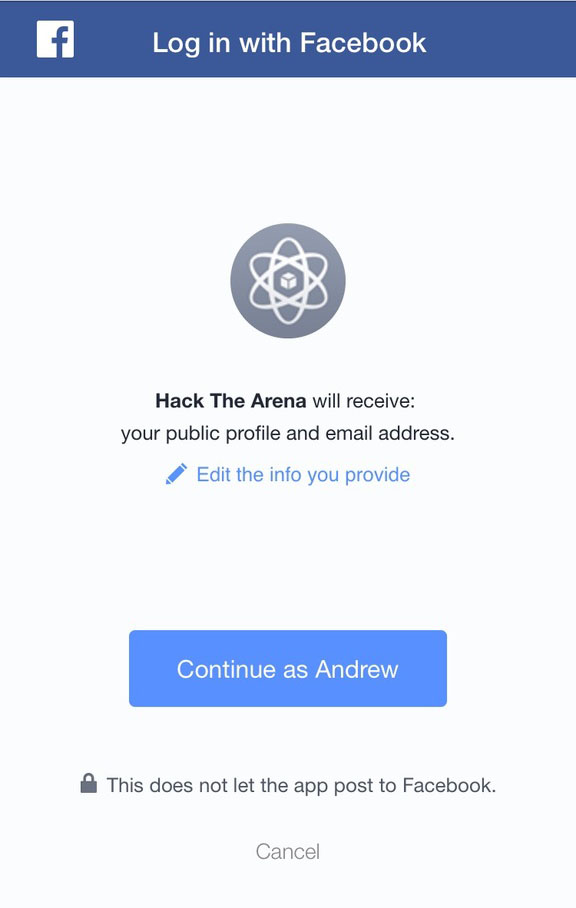 Log in with Facebook
Hack The Arena will receive:
your public profile and email address.
Edit the info you provide
Continue as Andrew
This does not let the app post to Facebook.
Cancel